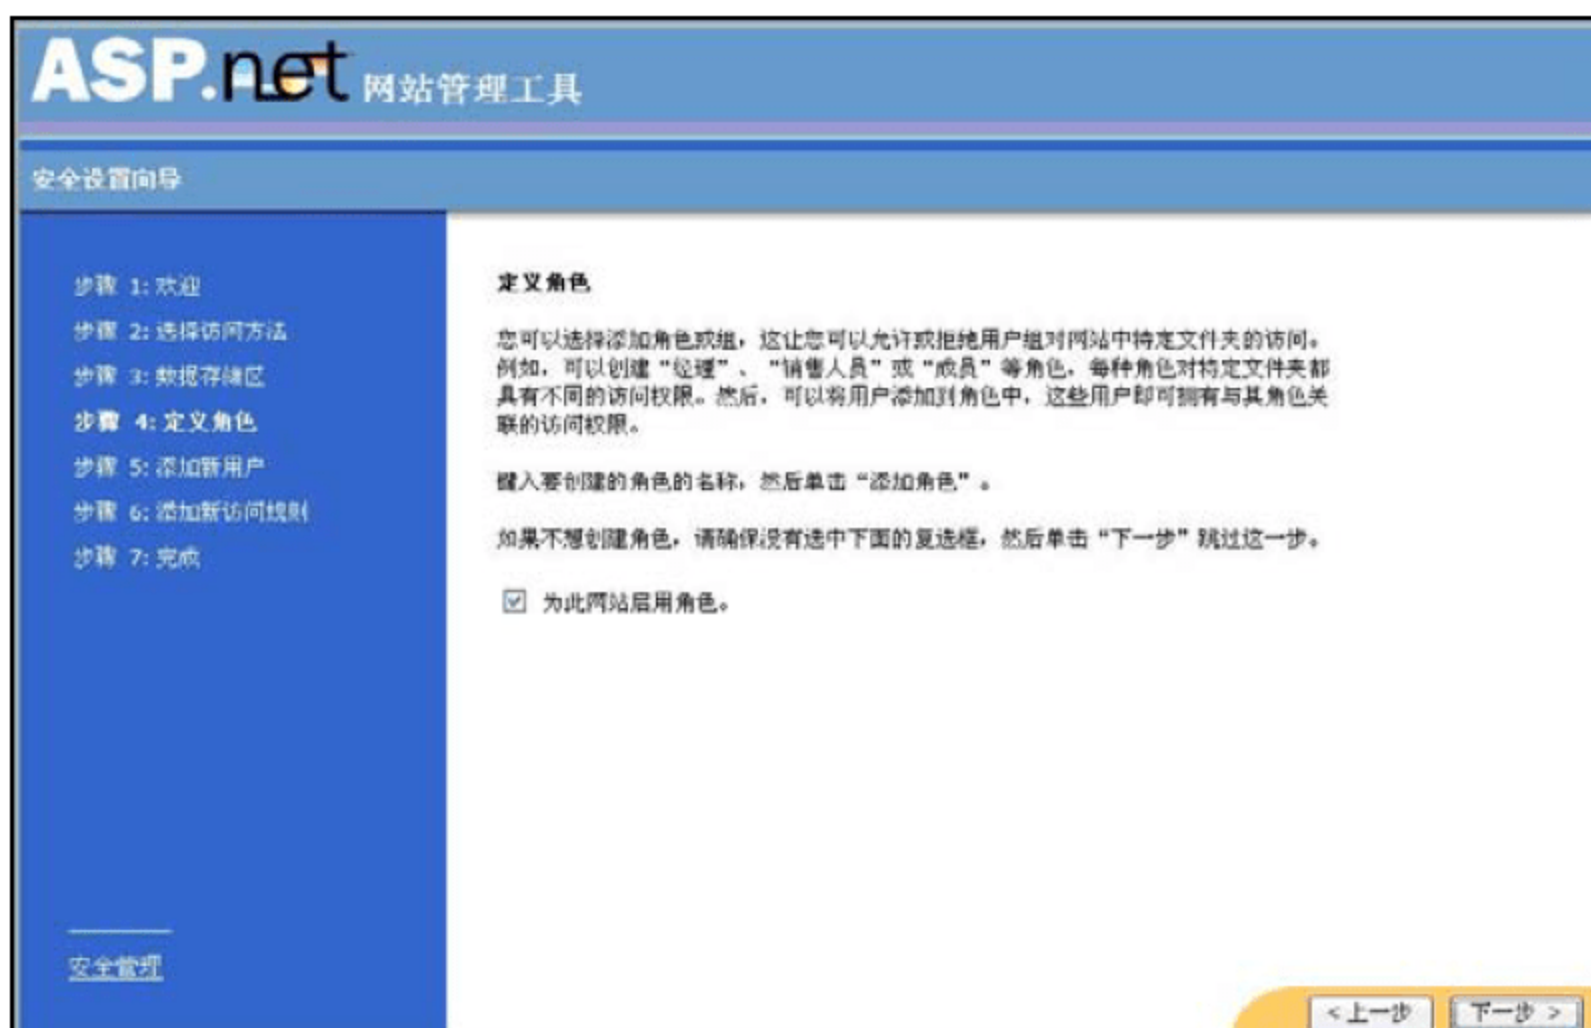 ASP.net 网站管理工具
安全设置向导
步骤 1: 欢迎
步骤 2: 选择访问方法
步骤 3: 数据存储区
步骤 4: 定义角色
步骤 5: 添加新用户
步骤 6: 添加新访问规则
步骤 7: 完成
安全管理
定义角色
您可以选择添加角色或组，这让您可以允许或拒绝用户组对网站中特定文件夹的访问。
例如，可以创建“经理”、“销售人员”或“成员”等角色，每种角色对特定文件夹都
具有不同的访问权限。然后，可以将用户添加到角色中，这些用户即可拥有与其角色关
联的访问权限。
键入要创建的角色的名称，然后单击“添加角色”。
如果不想创建角色，请确保没有选中下面的复选框，然后单击“下一步”跳过这一步。
为此网站启用角色。
< 上一步
下一步 >